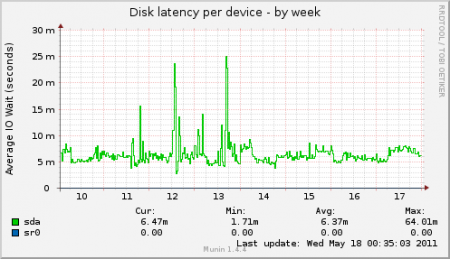 Disk latency per device - by week
RRDTOOL / TOBI OETIKER
Average IO Wait (seconds)
30 m
25 m
20 m
15 m
10 m
5 m
0
10 11 12 13 14 15 16 17
Cur: Min: Avg: Max:
sda 6.47m 1.71m 6.37m 64.01m
sr0 0.00 0.00 0.00 0.00
Last update: Wed May 18 00:35:03 2011
Munin 1.4.4